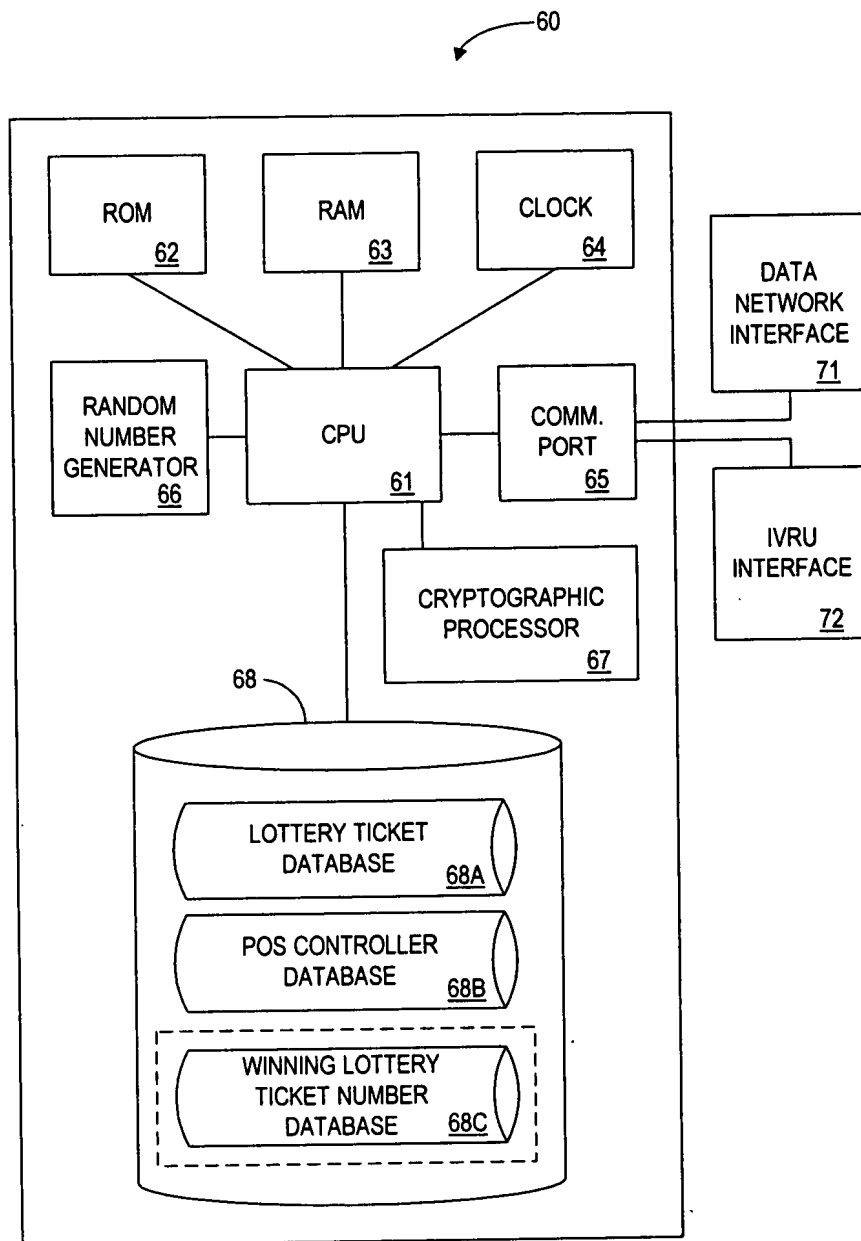 60
ROM
62
RAM
63
CLOCK
64
DATA
NETWORK
INTERFACE
71
RANDOM
NUMBER
GENERATOR
66
CPU
61
COMM.
PORT
65
IVRU
INTERFACE
72
CRYPTOGRAPHIC
PROCESSOR
67
68
LOTTERY TICKET
DATABASE
68A
POS CONTROLLER
DATABASE
68B
WINNING LOTTERY
TICKET NUMBER
DATABASE
68C